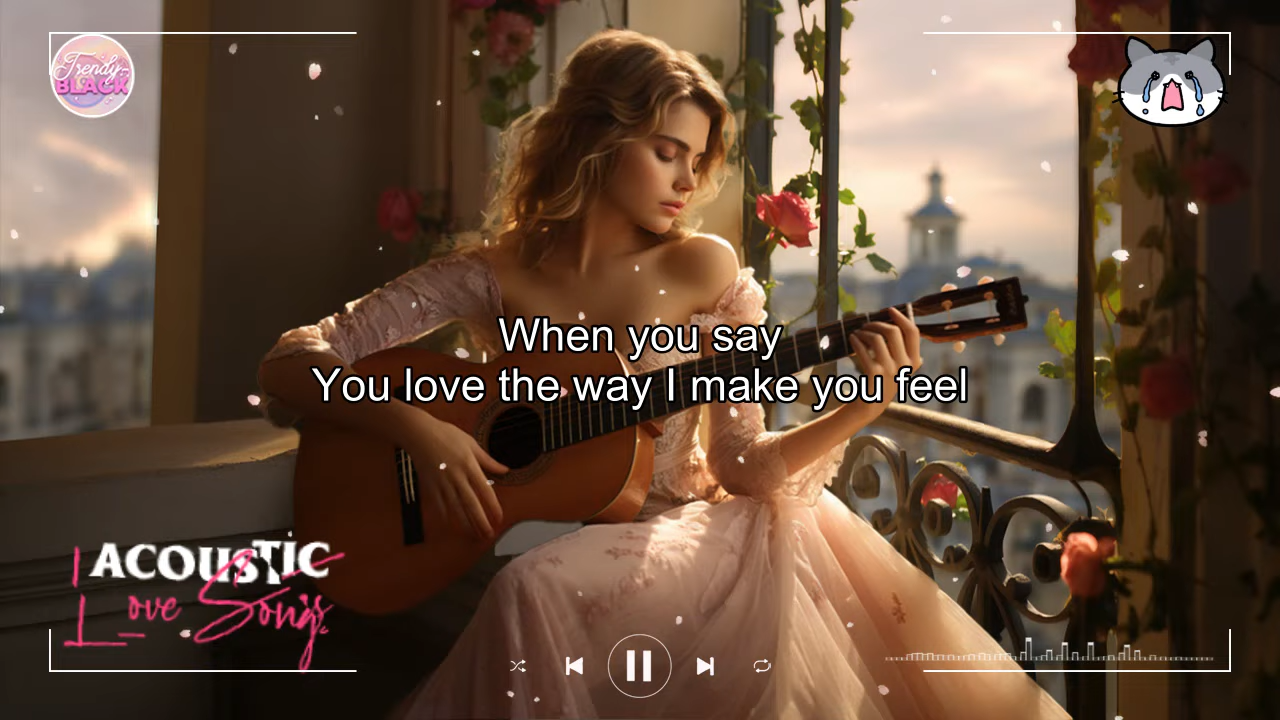 Trendy
BLACK
When you say
You love the way I make you feel
ACOUSTIC
Love Songs